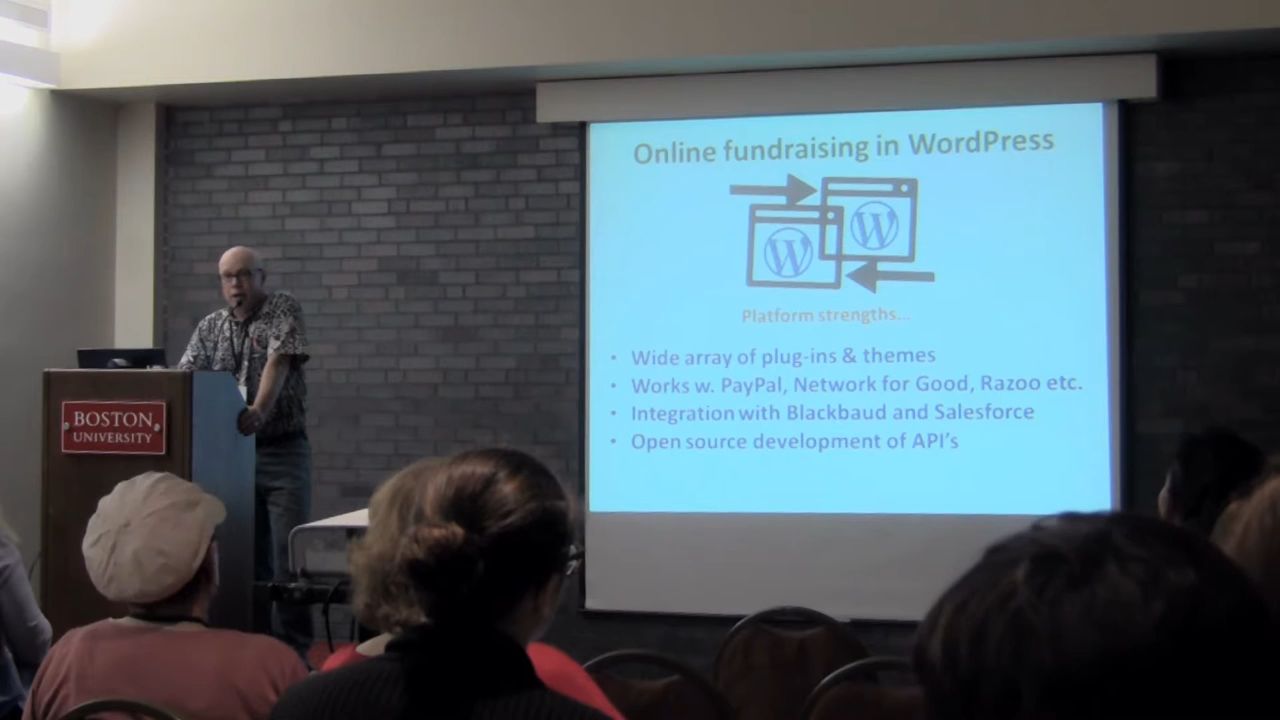 Online fundraising in WordPress
W
W
Platform strengths...
• Wide array of plug-ins & themes
• Works w. PayPal, Network for Good, Razoo etc.
• Integration with Blackbaud and Salesforce
• Open source development of API's
BOSTON
UNIVERSITY